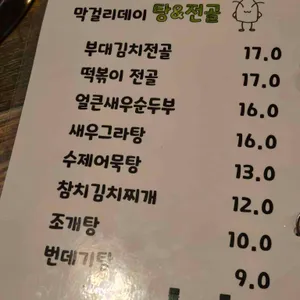 막걸리데이 탕&전골
부대김치전골 17.0
떡볶이 전골 17.0
얼큰새우순두부 16.0
새우그라탕 16.0
수제어묵탕 13.0
참치김치찌개 12.0
조개탕 10.0
번데기탕 9.0